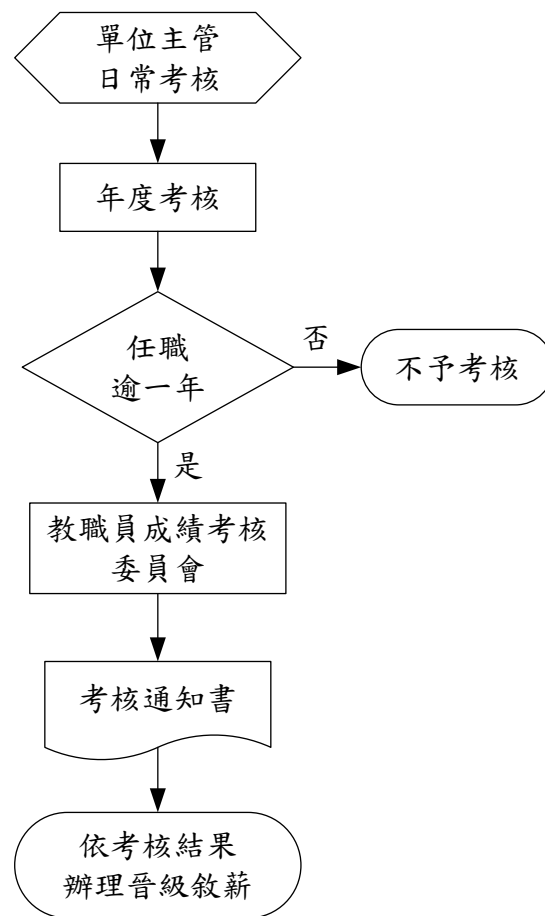 單位主管
日常考核
年度考核
任職
逾一年
否
不予考核
是
教職員成績考核
委員會
考核通知書
依考核結果
辦理晉級敘薪